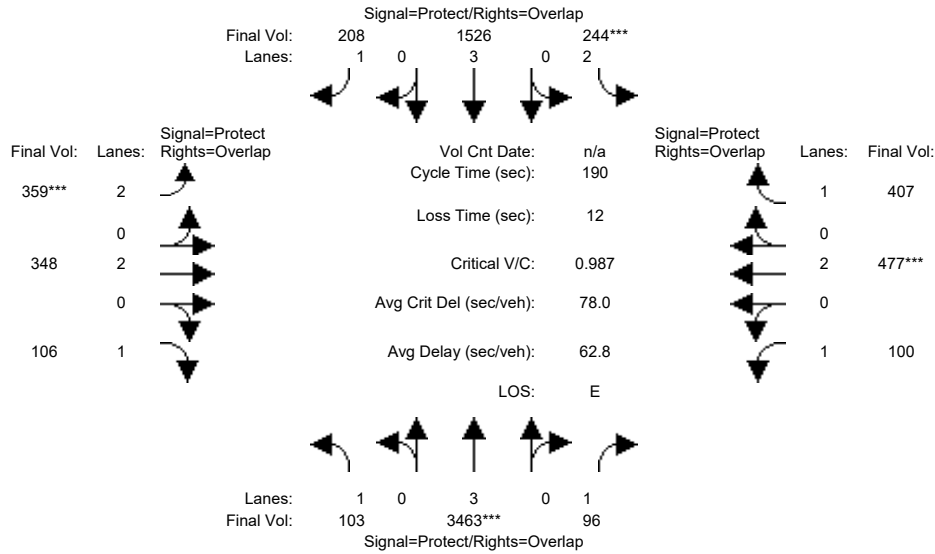 Signal=Protect/Rights=Overlap
Final Vol: 208 1526 244***
Lanes: 1 0 3 0 2
Signal=Protect
Final Vol: Lanes: Rights=Overlap
Vol Cnt Date: n/a
Signal=Protect
Rights=Overlap Lanes: Final Vol:
Cycle Time (sec): 190
359*** 2
1 407
Loss Time (sec): 12
0
0
348 2
Critical V/C: 0.987
2 477***
0
Avg Crit Del (sec/veh): 78.0
0
106 1
Avg Delay (sec/veh): 62.8
1 100
LOS: E
Lanes: 1 0 3 0 1
Final Vol: 103 3463*** 96
Signal=Protect/Rights=Overlap